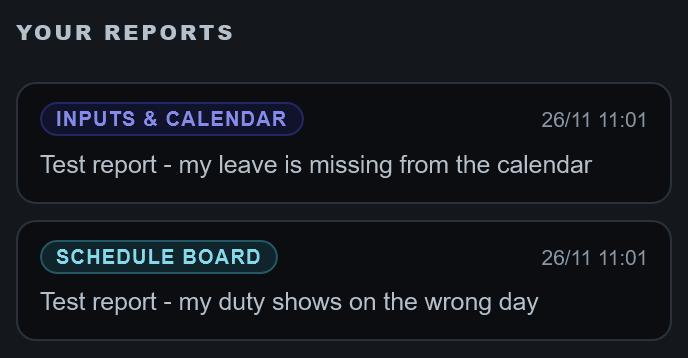 YOUR REPORTS
INPUTS & CALENDAR
26/11 11:01
Test report - my leave is missing from the calendar
SCHEDULE BOARD
26/11 11:01
Test report - my duty shows on the wrong day